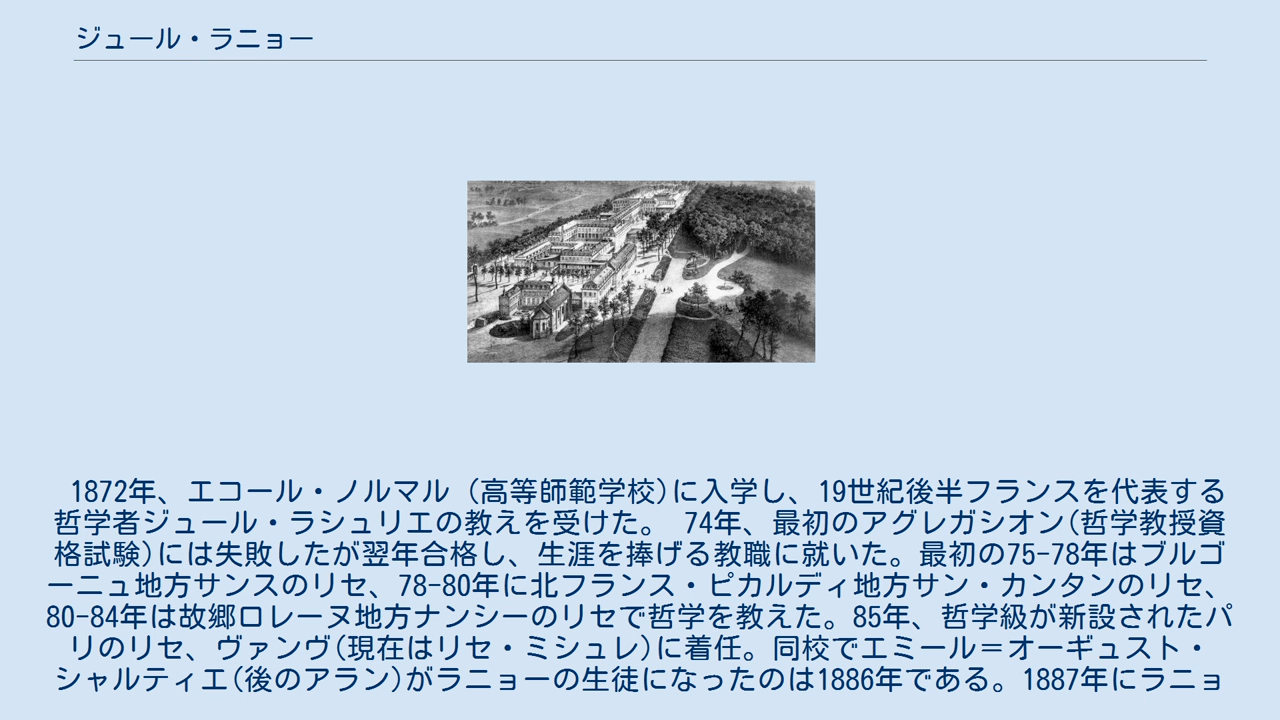 ジュール・ラニョー
1872年、エコール・ノルマル（高等師範学校)に入学し、19世紀後半フランスを代表する
哲学者ジュール・ラシュリエの教えを受けた。 74年、最初のアグレガシオン(哲学教授資
格試験)には失敗したが翌年合格し、生涯を捧げる教職に就いた。最初の75-78年はブルゴ
ーニュ地方サンスのリセ、78-80年に北フランス・ピカルディ地方サン・カンタンのリセ、
80-84年は故郷ロレーヌ地方ナンシーのリセで哲学を教えた。85年、哲学級が新設されたパ
リのリセ、ヴァンヴ(現在はリセ・ミシュレ)に着任。同校でエミール＝オーギュスト・
シャルティエ(後のアラン)がラニョーの生徒になったのは1886年である。1887年にラニョ